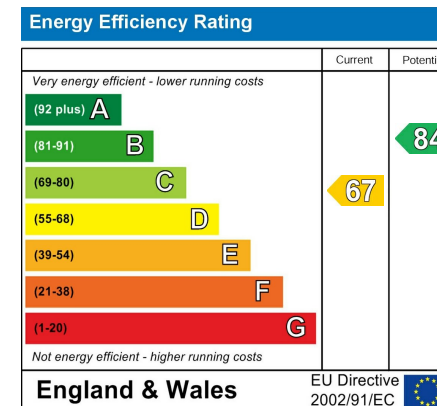 Energy Efficiency Rating
Current
Potenti
Very energy efficient - lower running costs
(92 plus) A
(81-91) B
84
(69-80) C
67
(55-68) D
(39-54) E
(21-38) F
(1-20) G
Not energy efficient - higher running costs
England & Wales
EU Directive
2002/91/EC